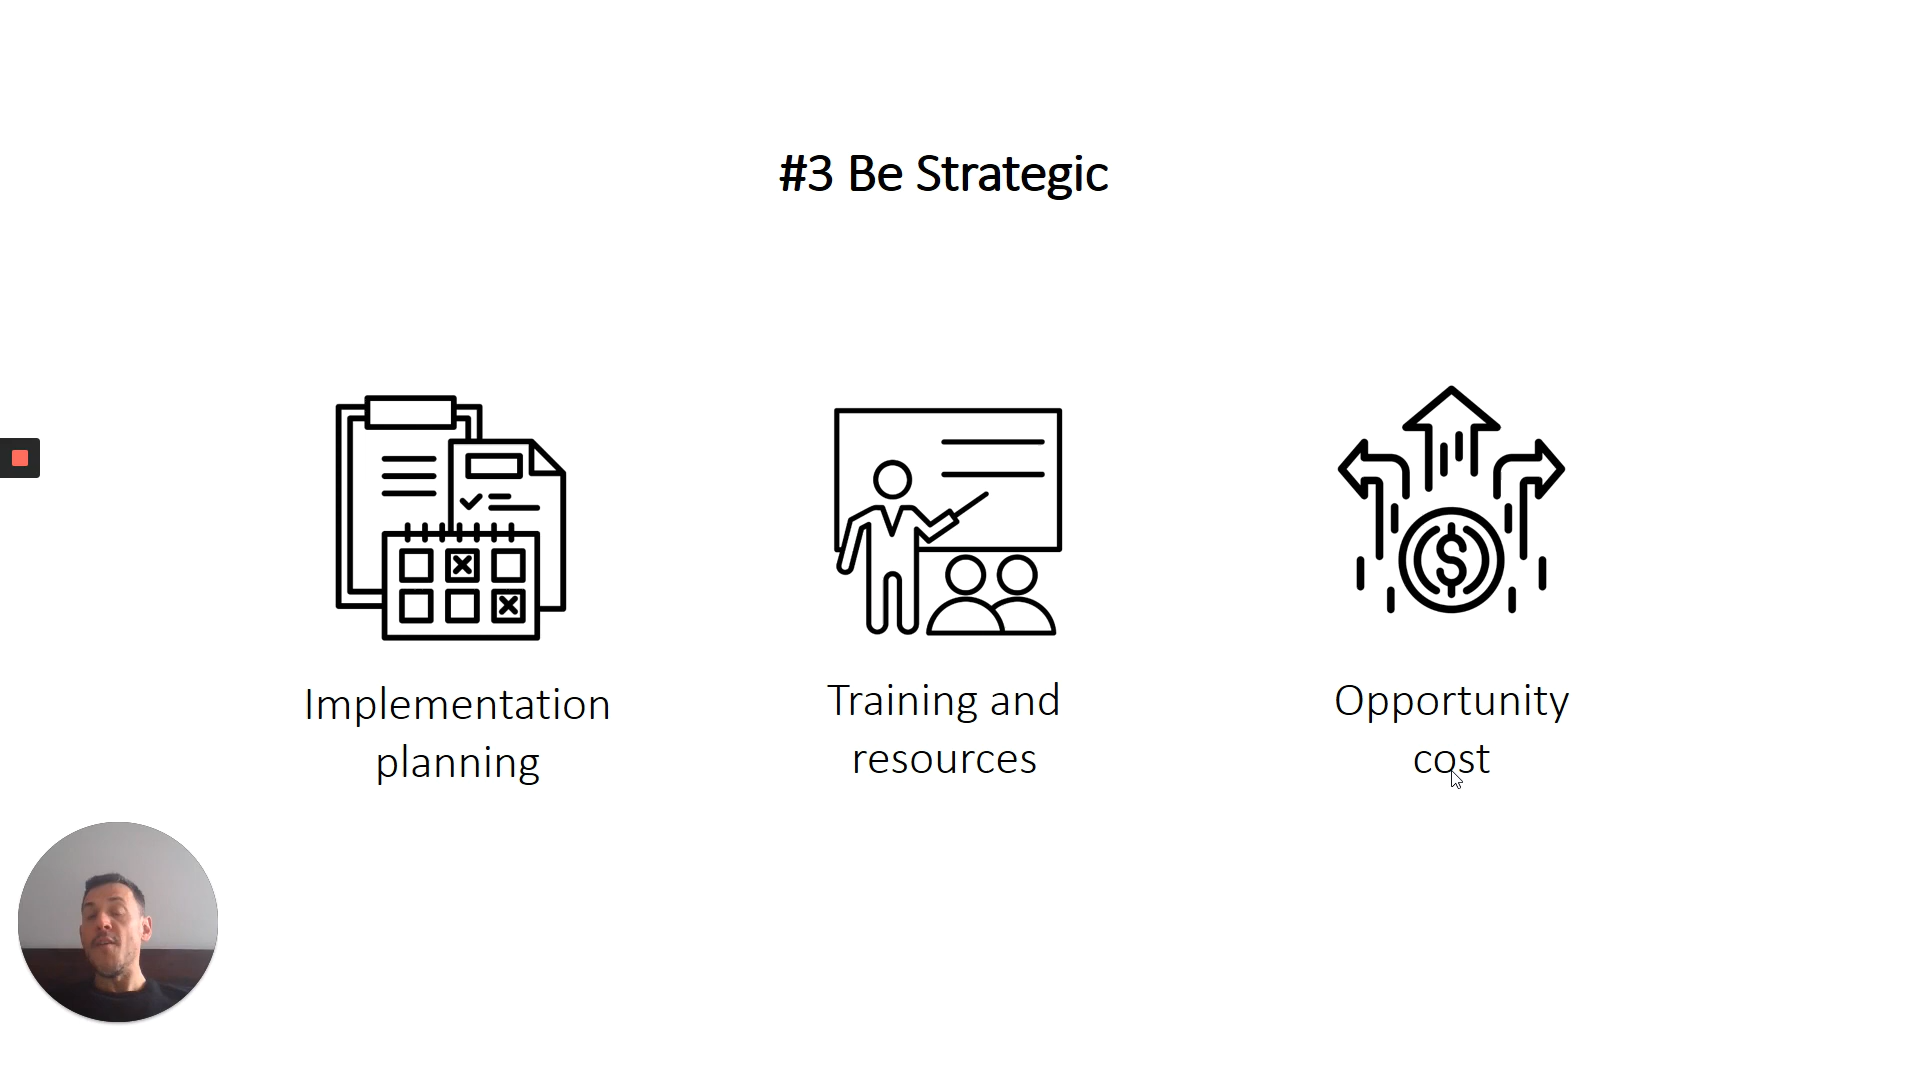 #3 Be Strategic
Implementation
planning
Training and
resources
Opportunity
cost